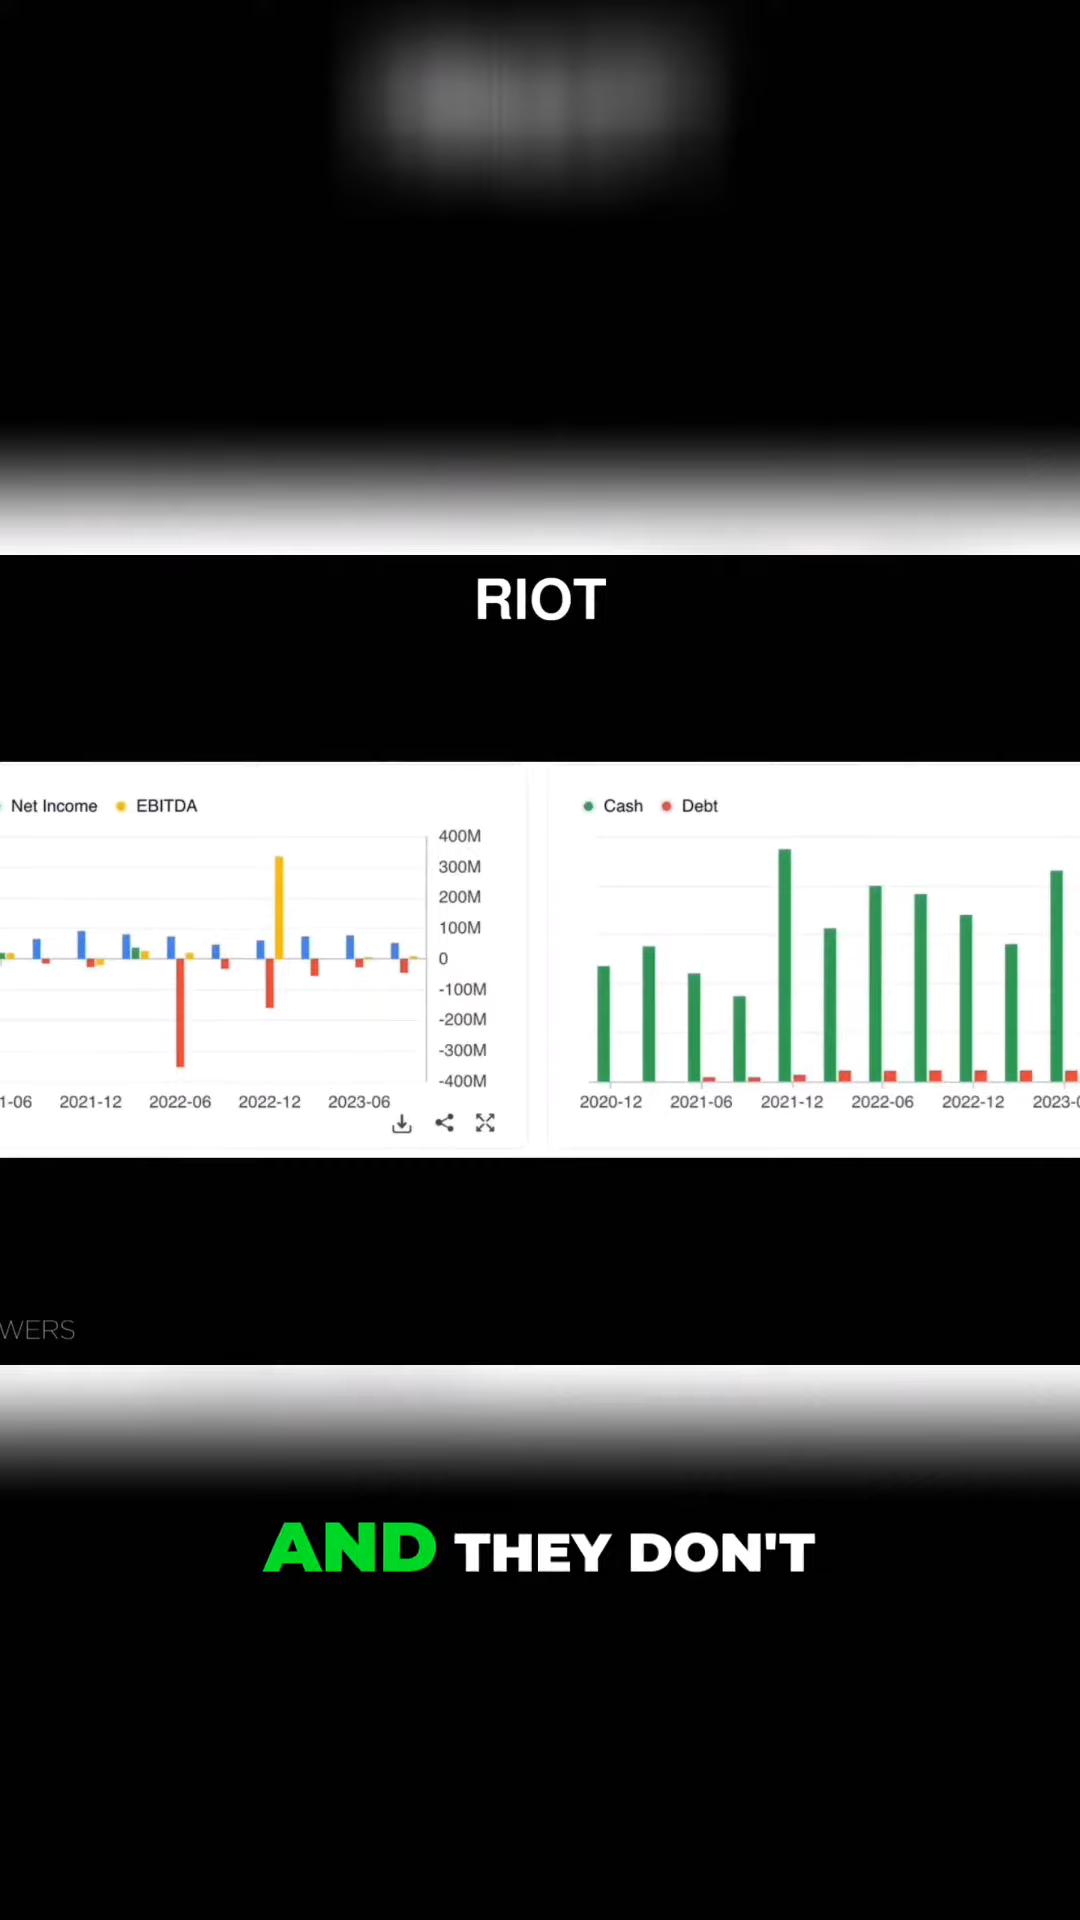 RIOT
Net Income EBITDA
400M
300M
200M
100M
0
-100M
-200M
-300M
-400M
1-06 2021-12 2022-06 2022-12 2023-06
Cash Debt
2020-12 2021-06 2021-12 2022-06 2022-12 2023-0
WERS
AND THEY DON'T